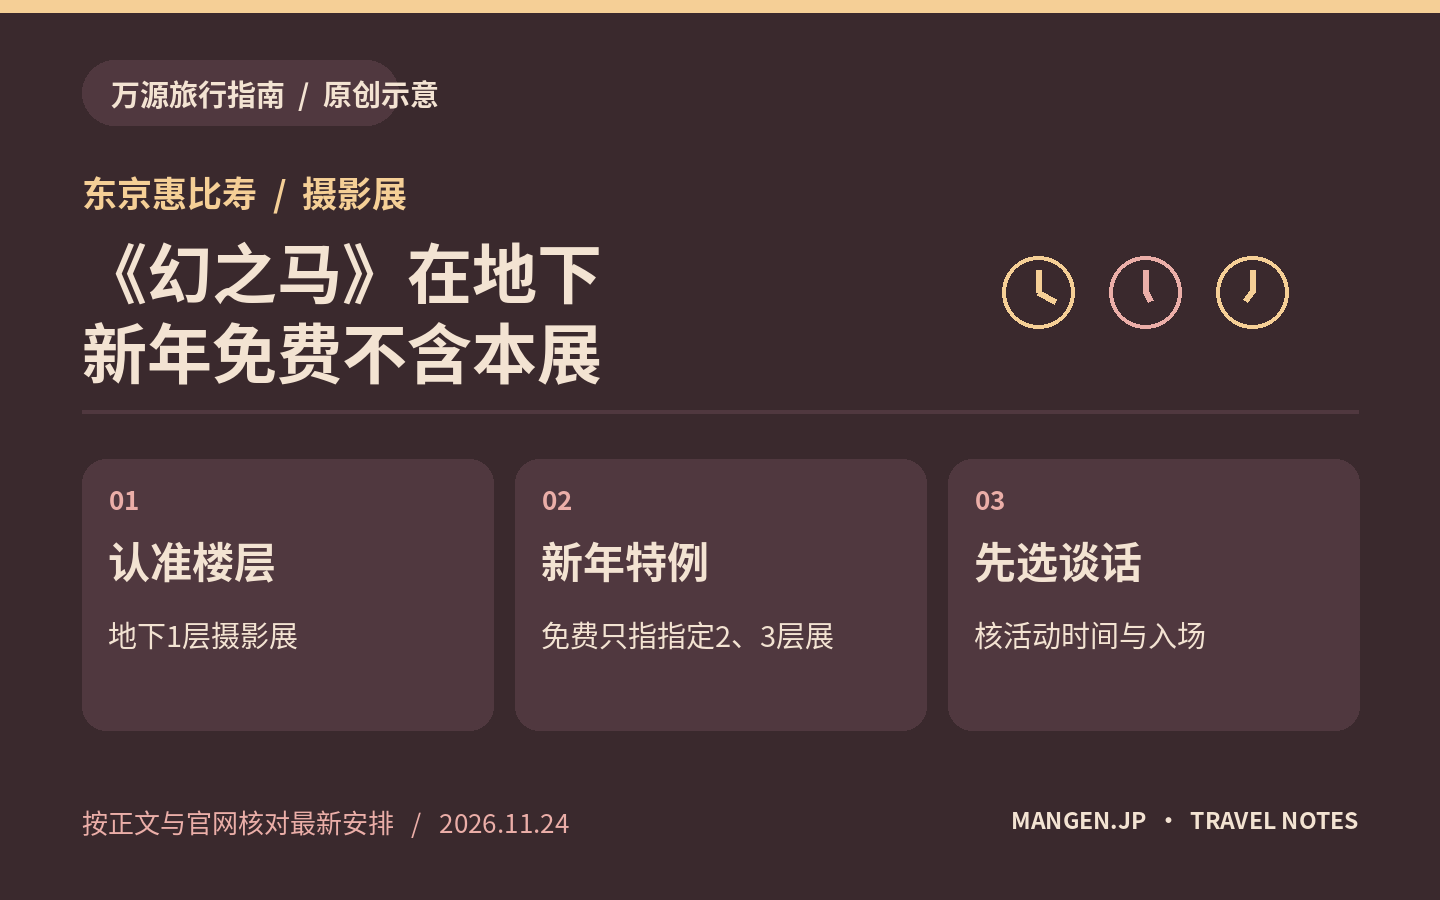 万源旅行指南 / 原创示意
东京惠比寿 / 摄影展
《幻之马》在地下
新年免费不含本展
01
认准楼层
地下1层摄影展
02
新年特例
免费只指指定2、3层展
03
先选谈话
核活动时间与入场
按正文与官网核对最新安排 / 2026.11.24
MANGEN.JP • TRAVEL NOTES